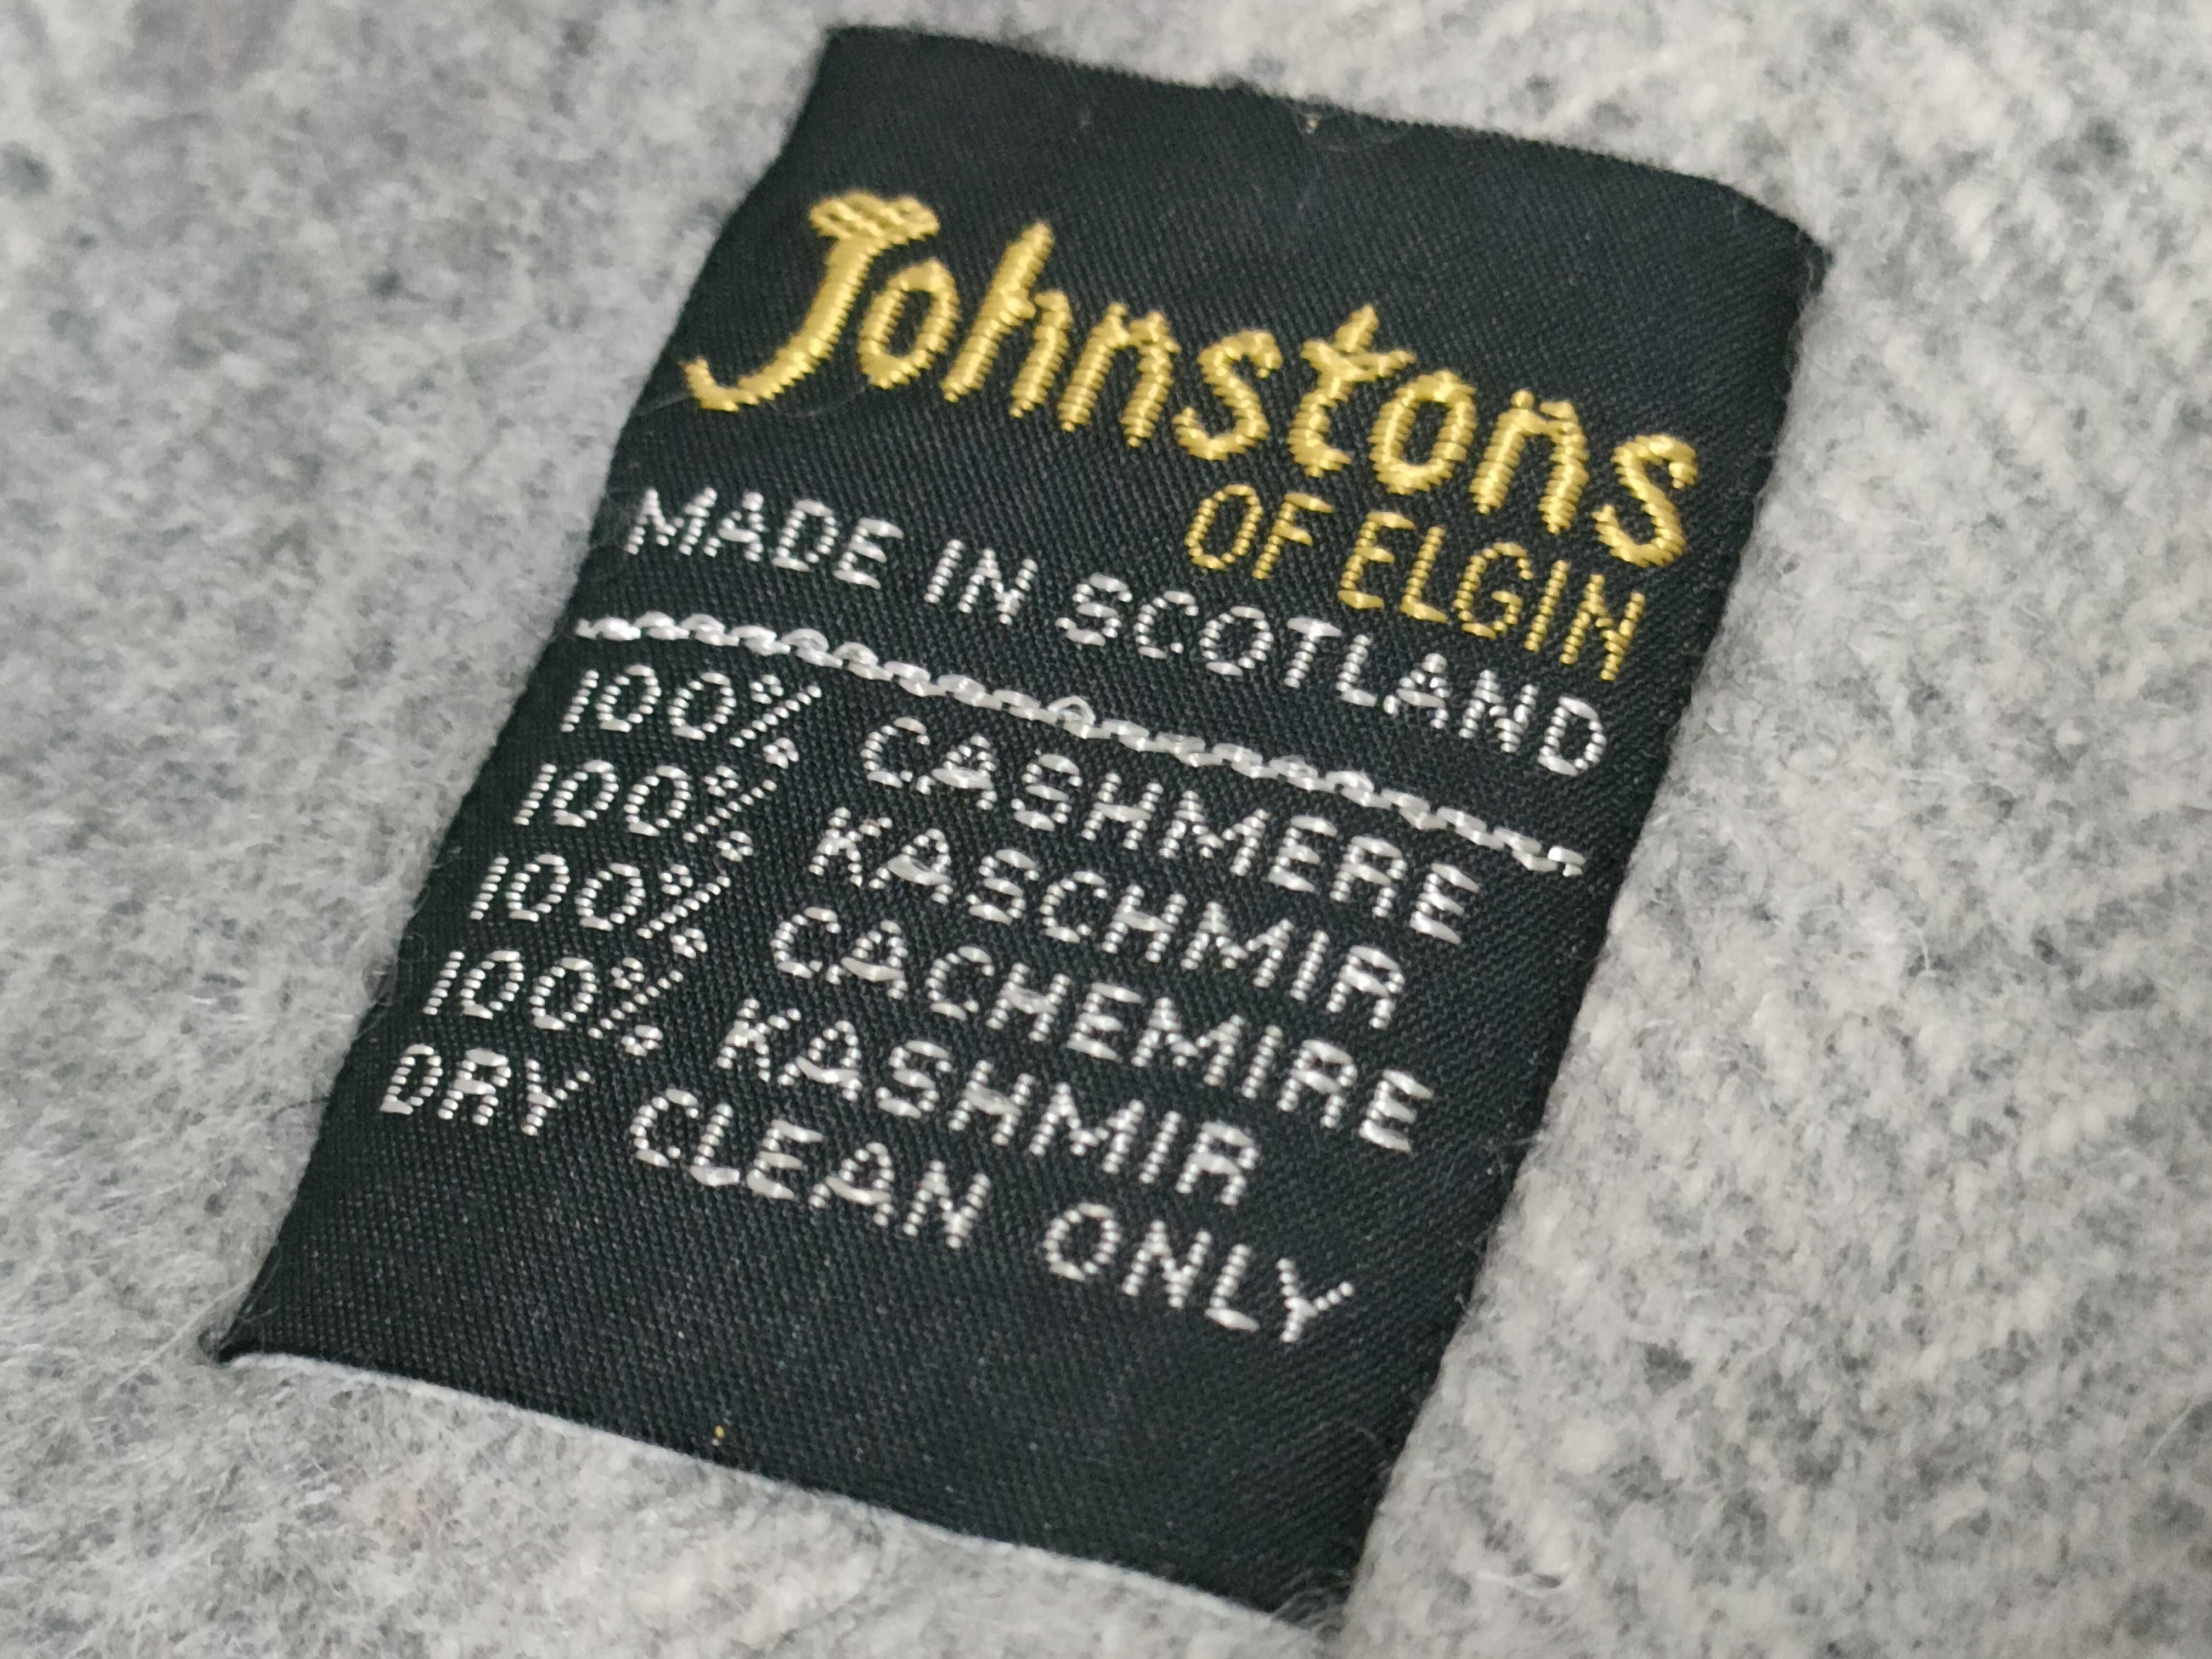 Johnstons
OF ELGIN
MADE IN SCOTLAND
100% CASHMERE
100% KASCHMIR
100% CACHEMIRE
100% KASHMIR
DRY CLEAN ONLY